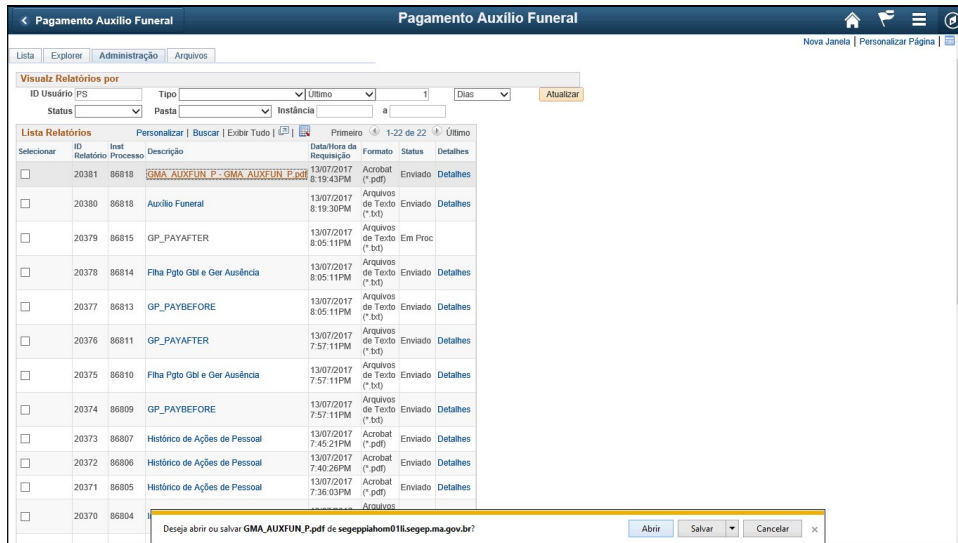 Pagamento Auxílio Funeral
Pagamento Auxílio Funeral
Nova Janela | Personalizar Página |
Lista Explorer Administração Arquivos
Visualz Relatórios por
ID Usuário PS Tipo Último 1 Dias Atualizar
Status Pasta Instância a
Lista Relatórios Personalizar | Buscar | Exibir Tudo | | Primeiro 1-22 de 22 Último
Selecionar ID Relatório Inst Processo Descrição Data/Hora da Requisição Formato Status Detalhes
20381 86818 GMA_AUXFUN_P - GMA_AUXFUN_P.pdf 13/07/2017 8:19:43PM Acrobat (*.pdf) Enviado Detalhes
20380 86818 Auxílio Funeral 13/07/2017 8:19:30PM Arquivos de Texto (*.txt) Enviado Detalhes
20379 86815 GP_PAYAFTER 13/07/2017 8:05:11PM Arquivos de Texto (*.txt) Em Proc
20378 86814 Flha Pgto Gbl e Ger Ausência 13/07/2017 8:05:11PM Arquivos de Texto (*.txt) Enviado Detalhes
20377 86813 GP_PAYBEFORE 13/07/2017 8:05:11PM Arquivos de Texto (*.txt) Enviado Detalhes
20376 86811 GP_PAYAFTER 13/07/2017 7:57:11PM Arquivos de Texto (*.txt) Enviado Detalhes
20375 86810 Flha Pgto Gbl e Ger Ausência 13/07/2017 7:57:11PM Arquivos de Texto (*.txt) Enviado Detalhes
20374 86809 GP_PAYBEFORE 13/07/2017 7:57:11PM Arquivos de Texto (*.txt) Enviado Detalhes
20373 86807 Histórico de Ações de Pessoal 13/07/2017 7:45:21PM Acrobat (*.pdf) Enviado Detalhes
20372 86806 Histórico de Ações de Pessoal 13/07/2017 7:40:26PM Acrobat (*.pdf) Enviado Detalhes
20371 86805 Histórico de Ações de Pessoal 13/07/2017 7:36:03PM Acrobat (*.pdf) Enviado Detalhes
20370 86804 Arquivos
Deseja abrir ou salvar GMA_AUXFUN_P.pdf de segeppiahom01li.segep.ma.gov.br? Abrir Salvar Cancelar ×